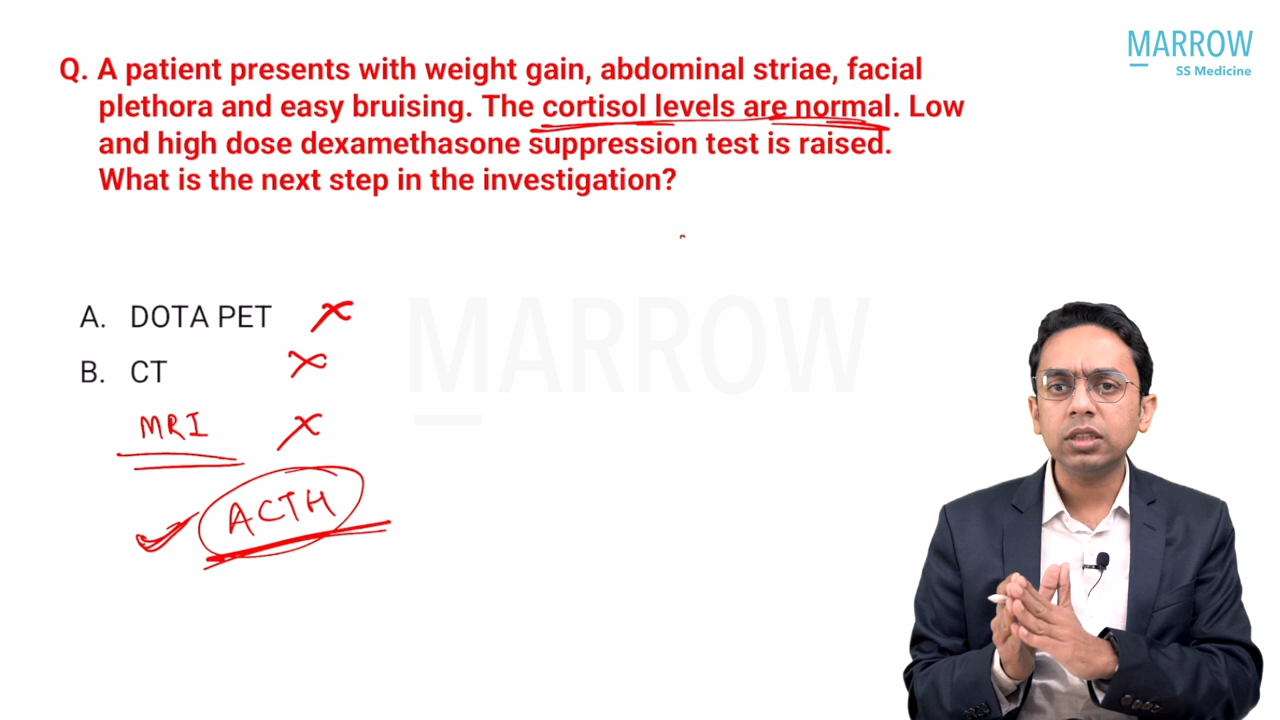 MARROW
SS Medicine
Q. A patient presents with weight gain, abdominal striae, facial
plethora and easy bruising. The cortisol levels are normal. Low
and high dose dexamethasone suppression test is raised.
What is the next step in the investigation?
A. DOTA PET
B. CT
MRI
ACTH
MARROW